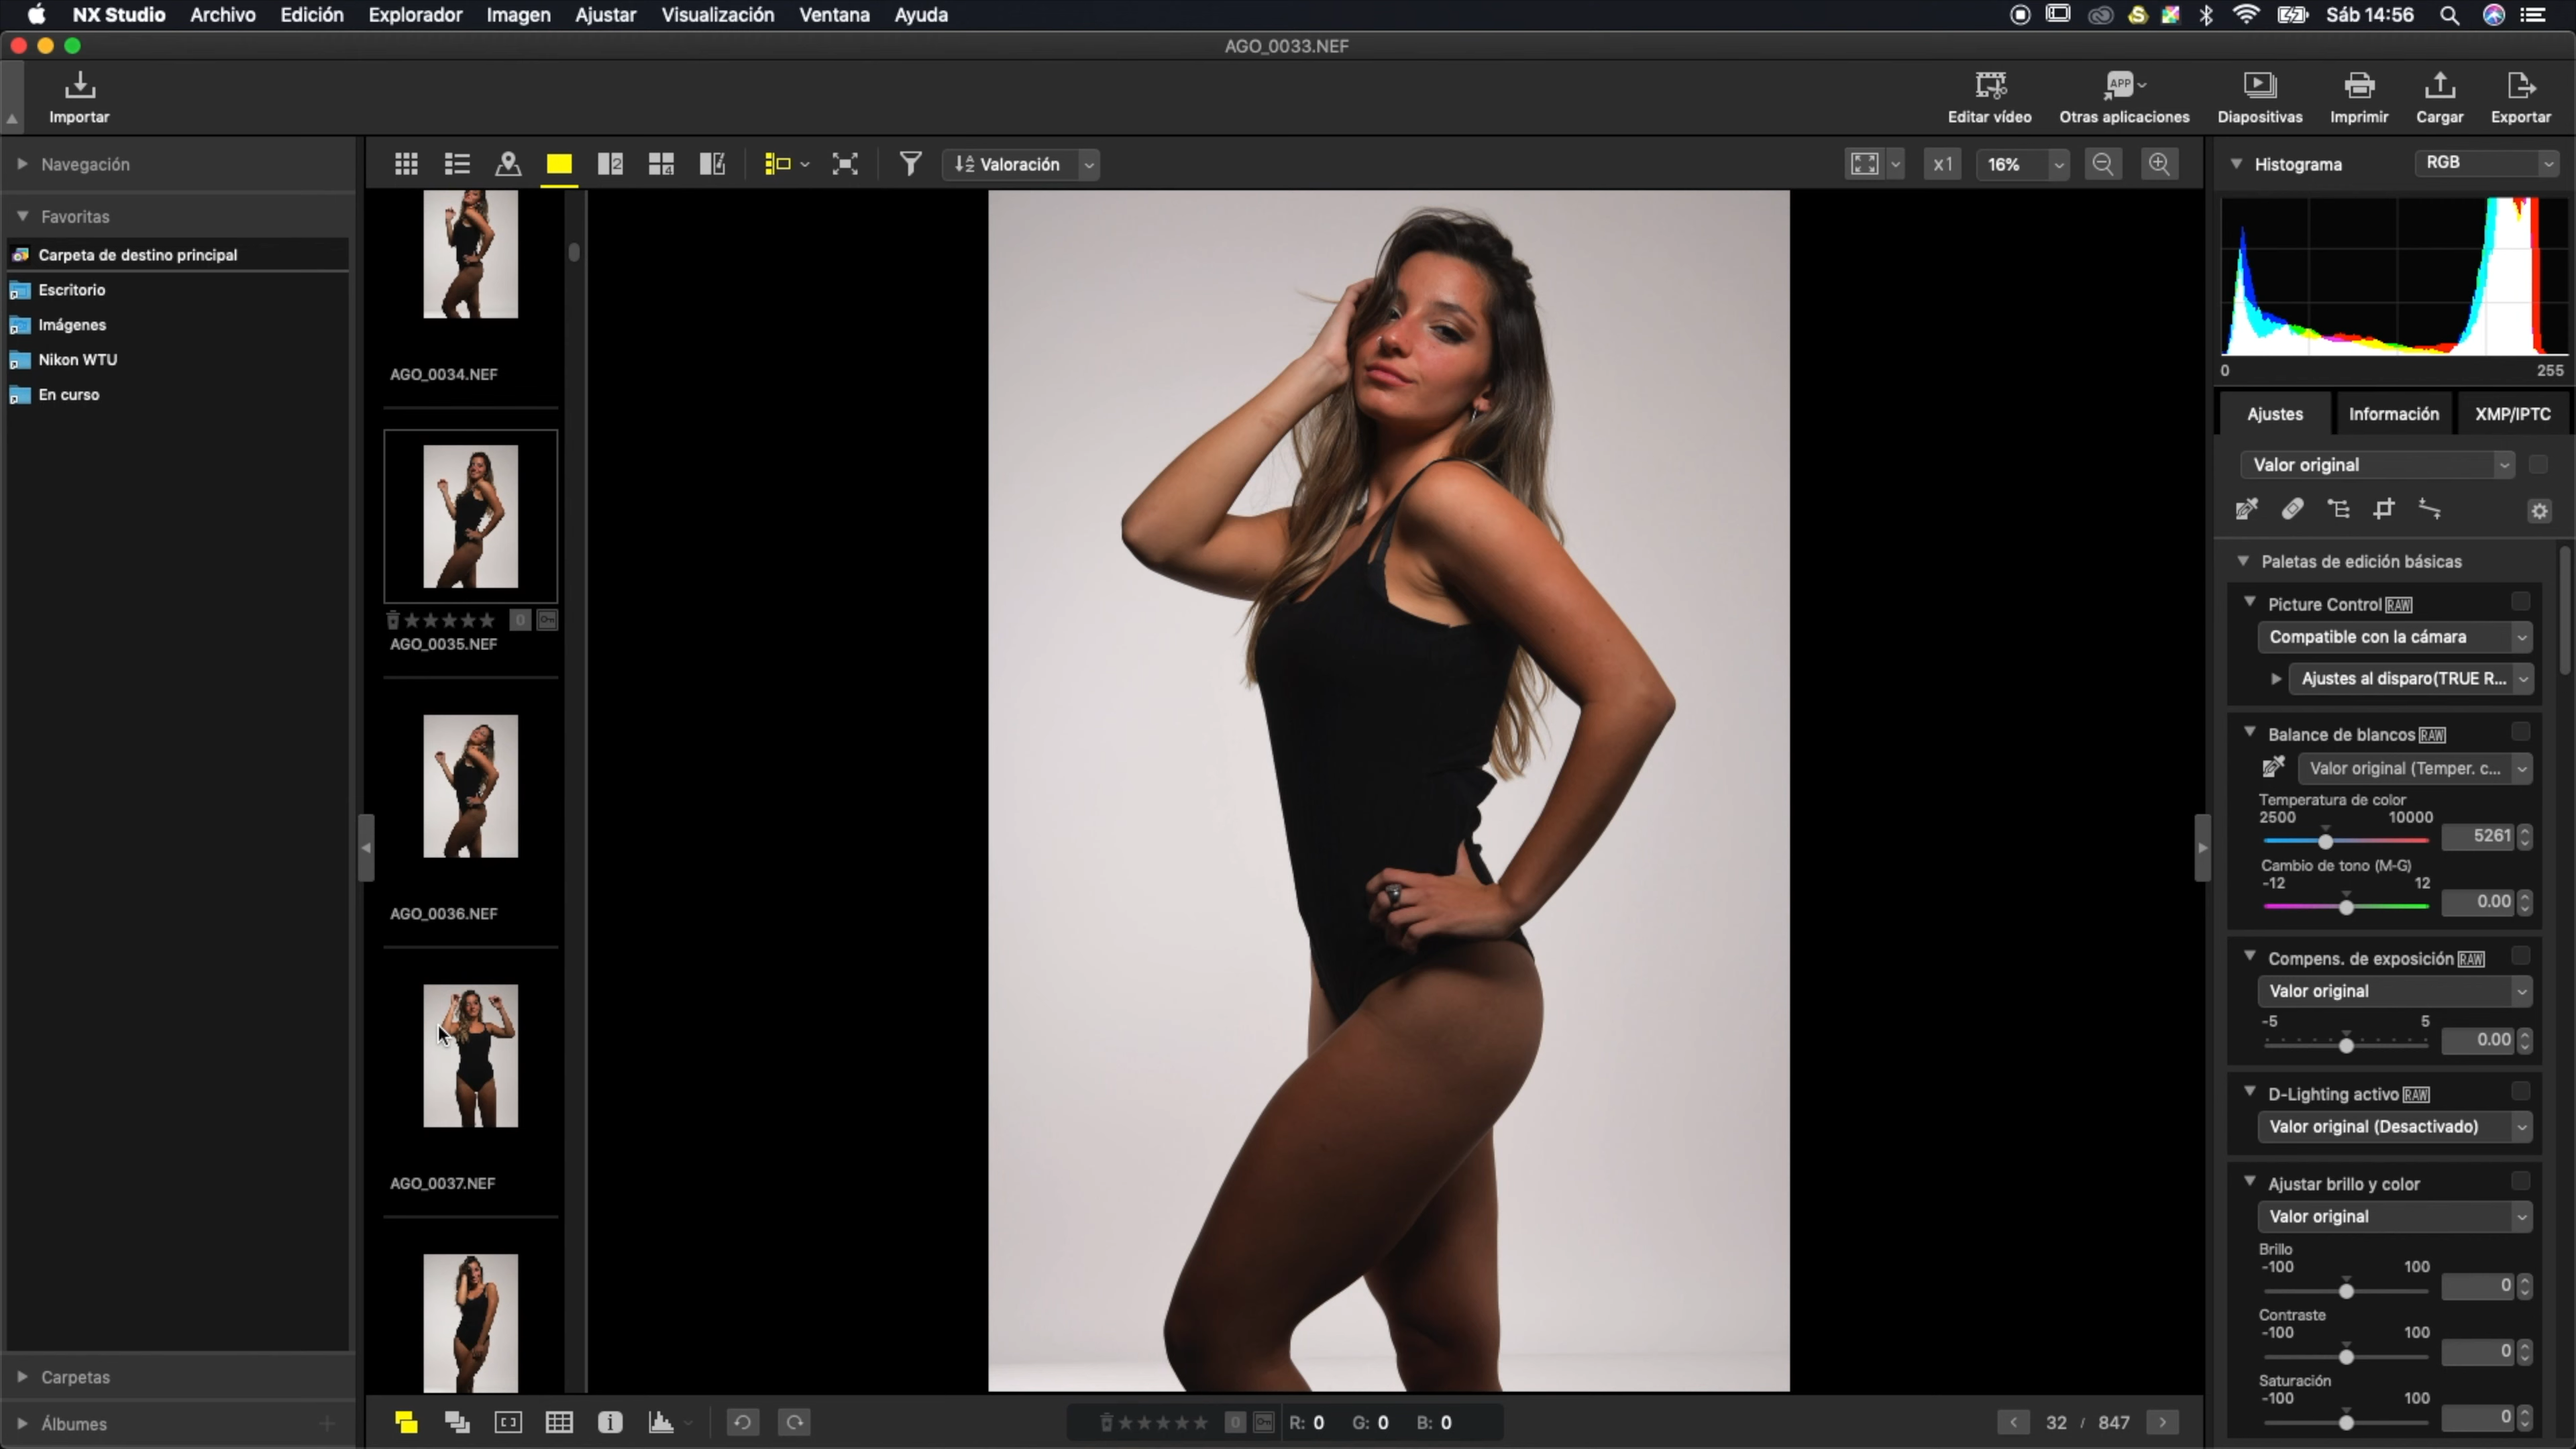 NX Studio Archivo Edición Explorador Imagen Ajustar Visualización Ventana Ayuda Sáb 14:56
AGO_0033.NEF
Importar Editar vídeo Otras aplicaciones Diapositivas Imprimir Cargar Exportar
APP
Navegación
2 4 Valoración x1 16%
Histograma RGB
Favoritas
Carpeta de destino principal
Escritorio
Imágenes
Nikon WTU
En curso
AGO_0034.NEF
0
AGO_0035.NEF
AGO_0036.NEF
AGO_0037.NEF
0 255
Ajustes Información XMP/IPTC
Valor original
Paletas de edición básicas
Picture Control RAW
Compatible con la cámara
Ajustes al disparo(TRUE R...
Balance de blancos RAW
Valor original (Temper. c...
Temperatura de color
2500 10000
5261
Cambio de tono (M-G)
-12 12
0.00
Compens. de exposición RAW
Valor original
-5 5
0.00
D-Lighting activo RAW
Valor original (Desactivado)
Ajustar brillo y color
Valor original
Brillo
-100 100
0
Contraste
-100 100
0
Saturación
-100 100
0
Carpetas
Álbumes
0 R: 0 G: 0 B: 0
32 / 847